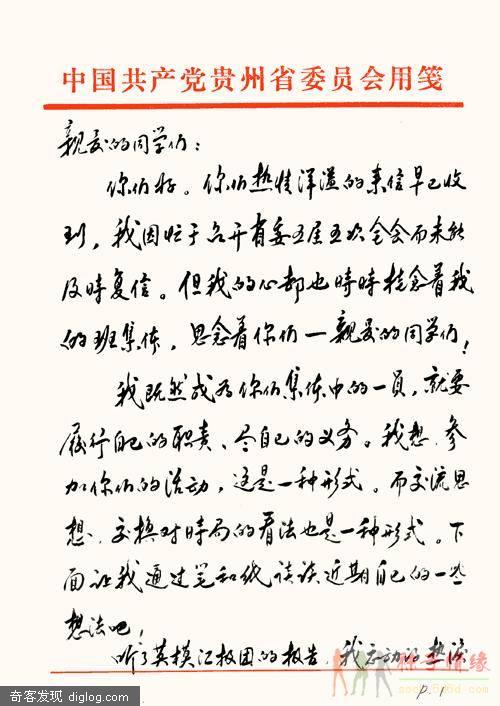 中国共产党贵州省委员会用笺
亲爱的同学们：
你们好。你们热情洋溢的来信早已收
到，我因忙于召开省委五届五次全会而未能
及时复信。但我的心却也時時挂念着我
的班集体，思念着你们—亲爱的同学们！
我既然成为你们集体中的一员，就要
履行自己的职责、尽自己的义务。我想，参
加你们的活动，这是一种形式。而交流思
想、交换对時局的看法也是一种形式。下
面让我通过笔和纸谈谈近期自己的一些
想法吧！
听了英模汇报团的报告，我
P.1
奇客发现 diglog.com